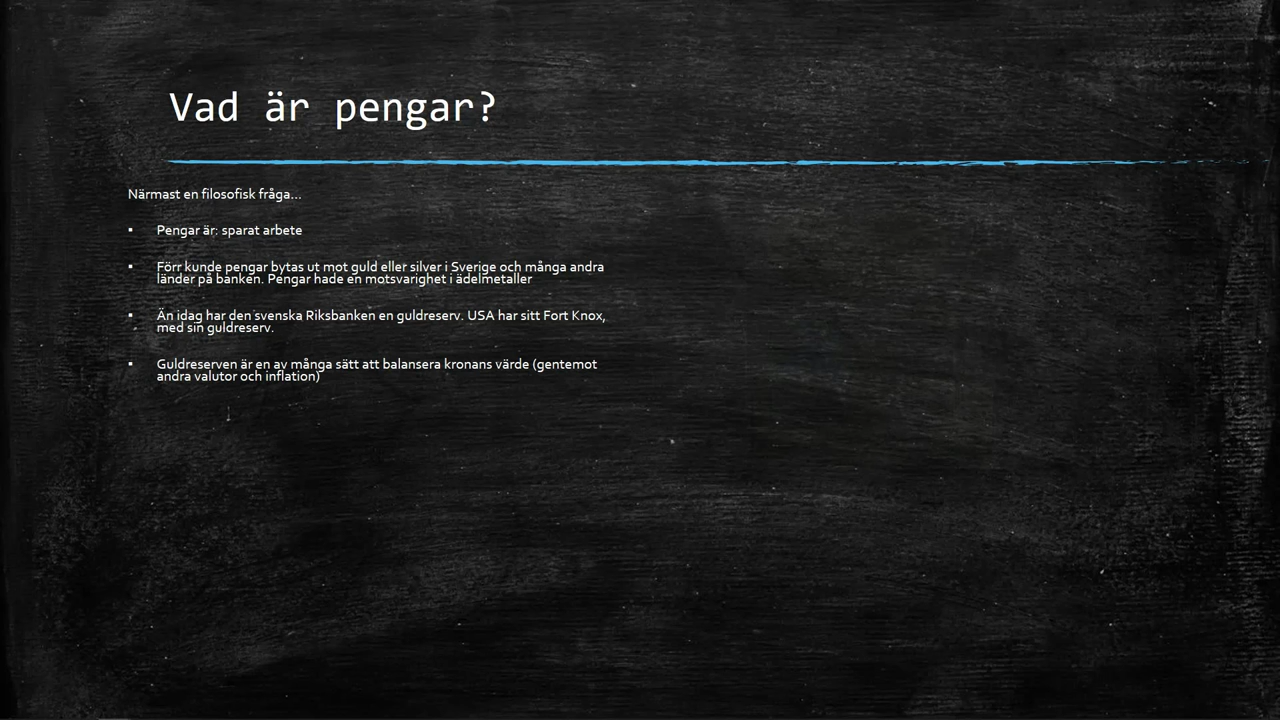 Vad är pengar?
Närmast en filosofisk fråga...
▪ Pengar är: sparat arbete
▪ Förr kunde pengar bytas ut mot guld eller silver i Sverige och många andra
länder på banken. Pengar hade en motsvarighet i ädelmetaller
▪ Än idag har den svenska Riksbanken en guldreserv. USA har sitt Fort Knox,
med sin guldreserv.
▪ Guldreserven är en av många sätt att balansera kronans värde (gentemot
andra valutor och inflation)